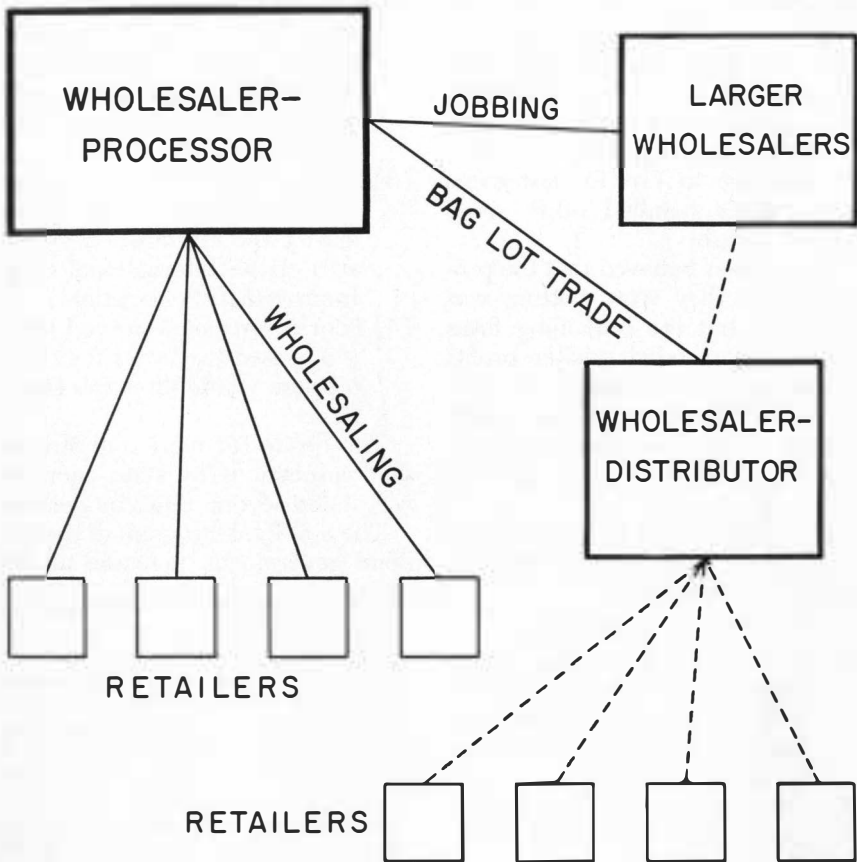 WHOLESALER-
PROCESSOR
JOBBING
LARGER
WHOLESALERS
BAG LOT TRADE
WHOLESALING
WHOLESALER-
DISTRIBUTOR
RETAILERS
RETAILERS